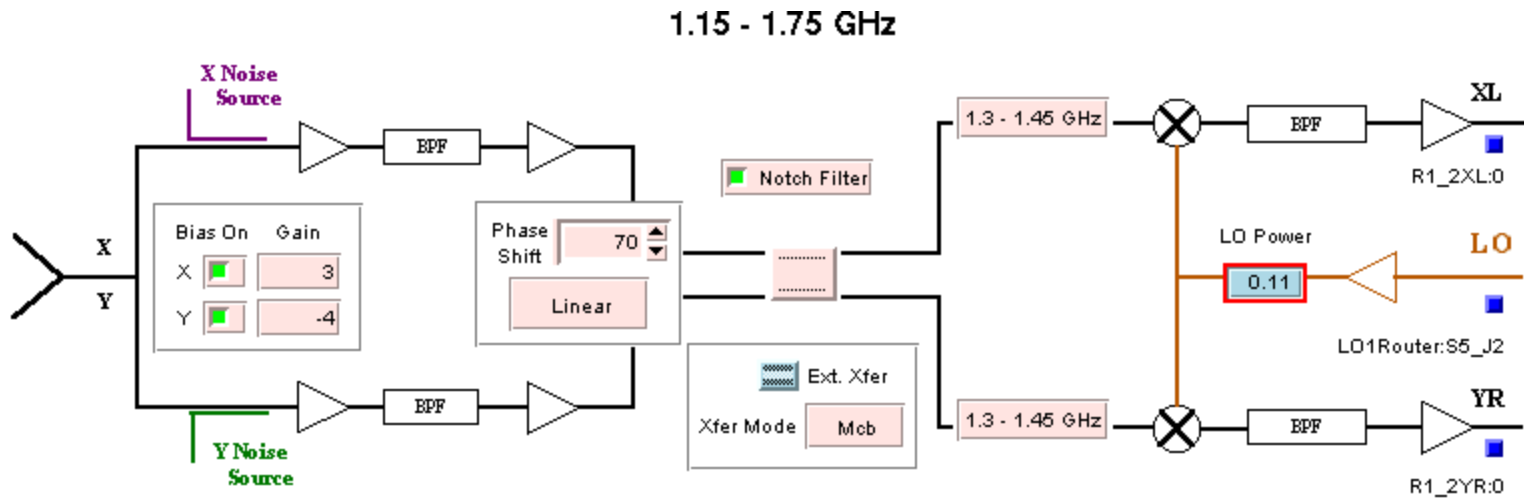 1.15 - 1.75 GHz
X Noise
Source
BPF
1.3 - 1.45 GHz
BPF
XL
R1_2XL:0
Notch Filter
X
Y
Bias On Gain
X 3
Y -4
Phase
Shift
70
Linear
LO Power
0.11
LO
LO1Router:S5_J2
Ext. Xfer
Xfer Mode Mcb
BPF
1.3 - 1.45 GHz
BPF
YR
R1_2YR:0
Y Noise
Source